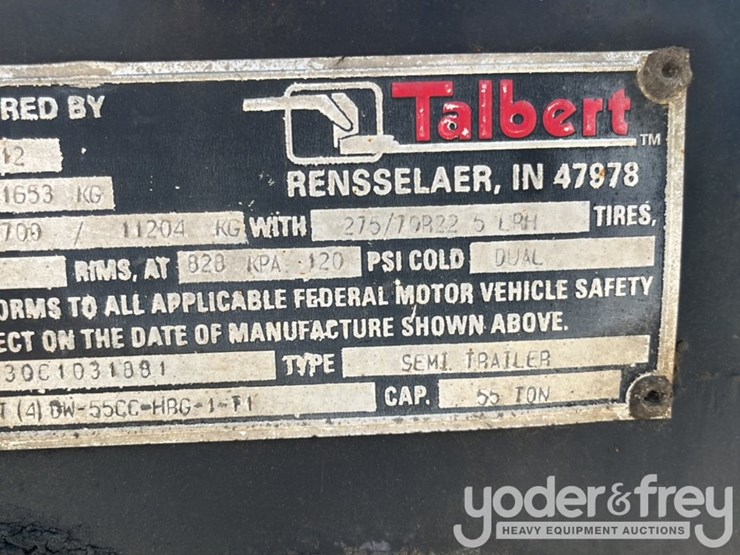 RED BY
Talbert TM
12
RENSSELAER, IN 47978
1653 KG
700 / 11204 KG WITH 275/70R22 5 LRH TIRES,
RIMS, AT 828 KPA 120 PSI COLD DUAL
ORMS TO ALL APPLICABLE FEDERAL MOTOR VEHICLE SAFETY
ECT ON THE DATE OF MANUFACTURE SHOWN ABOVE.
30C1031881 TYPE SEMI TRAILER
T (4) DW-55CC-HRG-1-T1 CAP. 55 TON
yoder&frey
HEAVY EQUIPMENT AUCTIONS